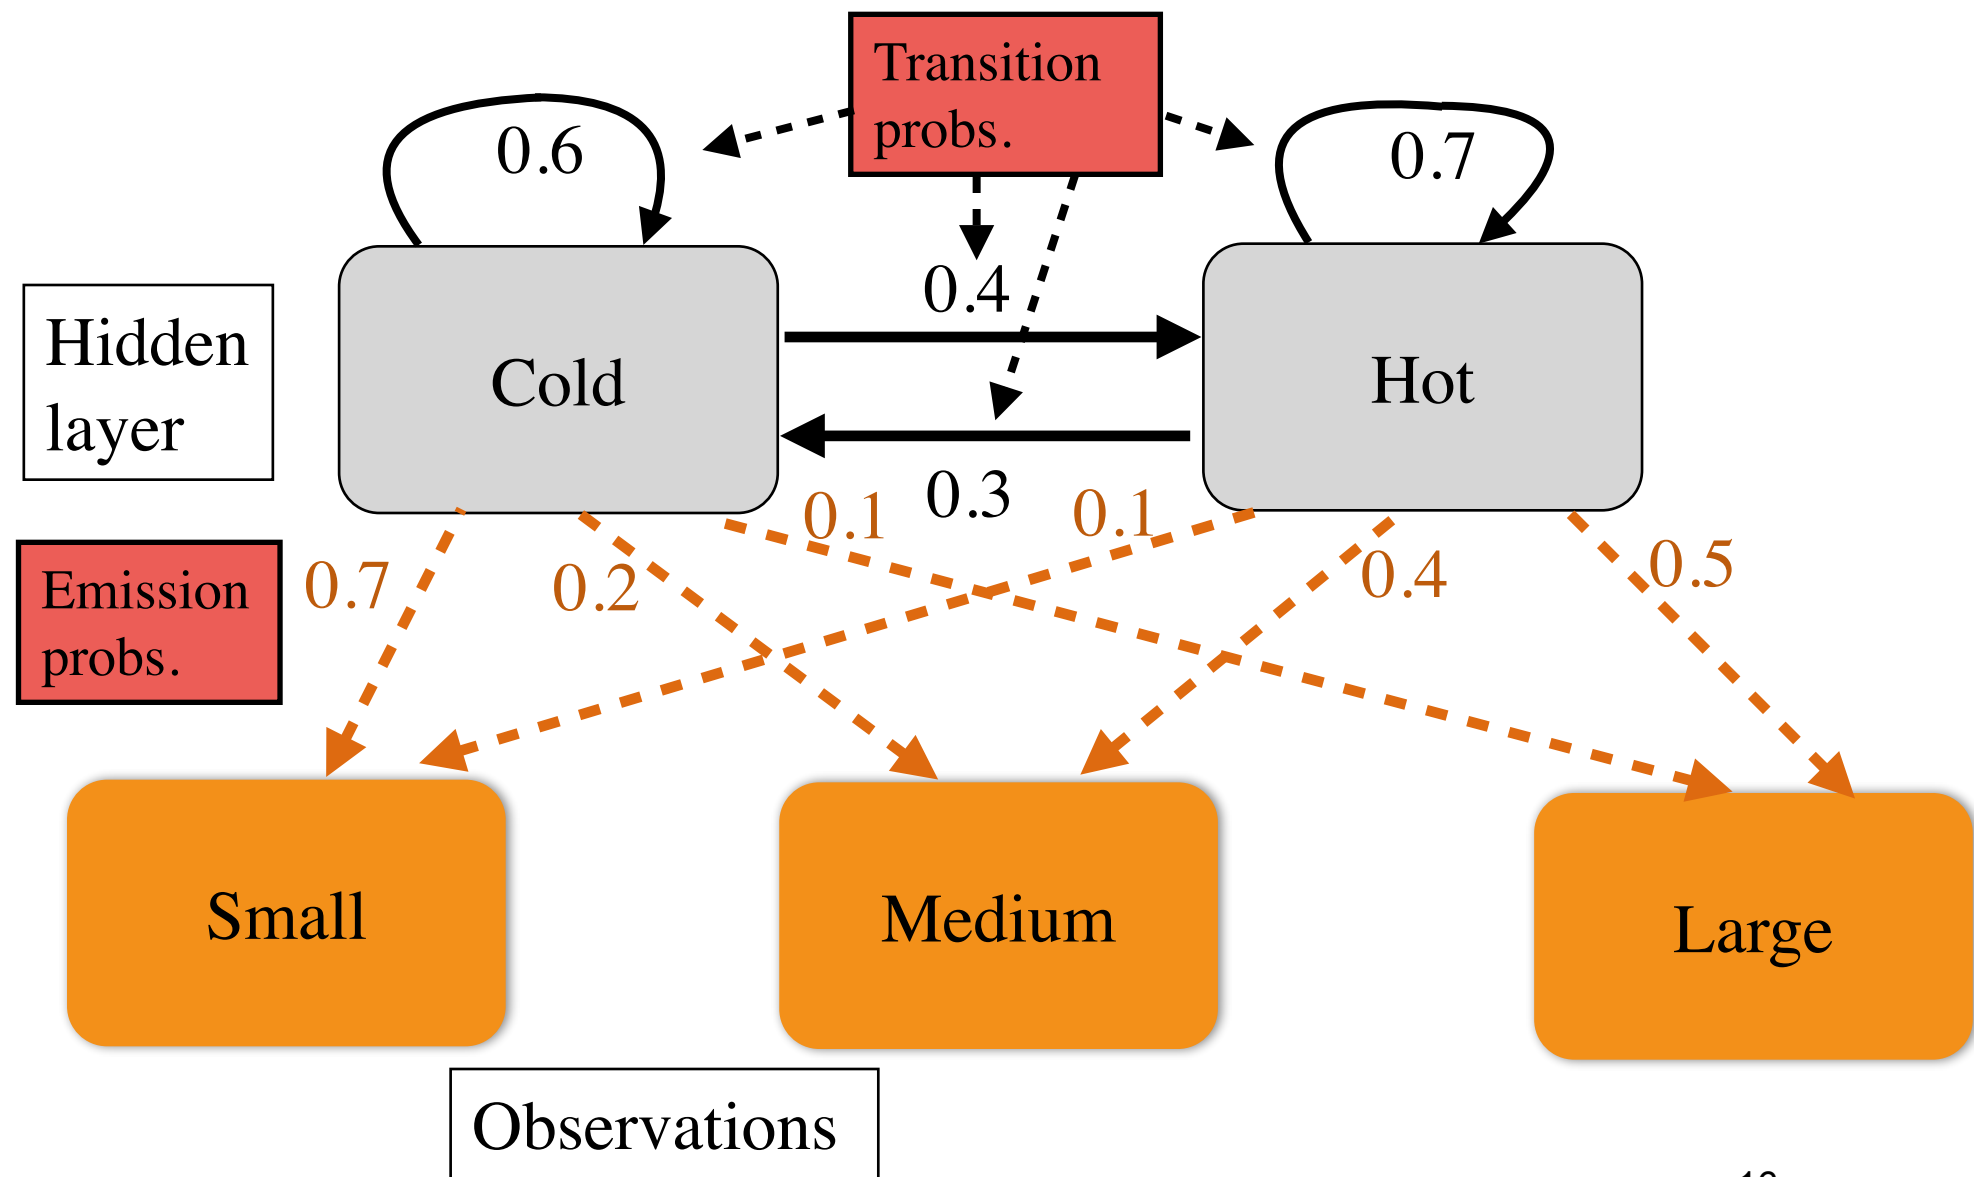 Transition
probs.
0.6
0.7
0.4
Hidden
layer
Cold
Hot
0.3
0.1
0.1
Emission
probs.
0.7
0.2
0.4
0.5
Small
Medium
Large
Observations